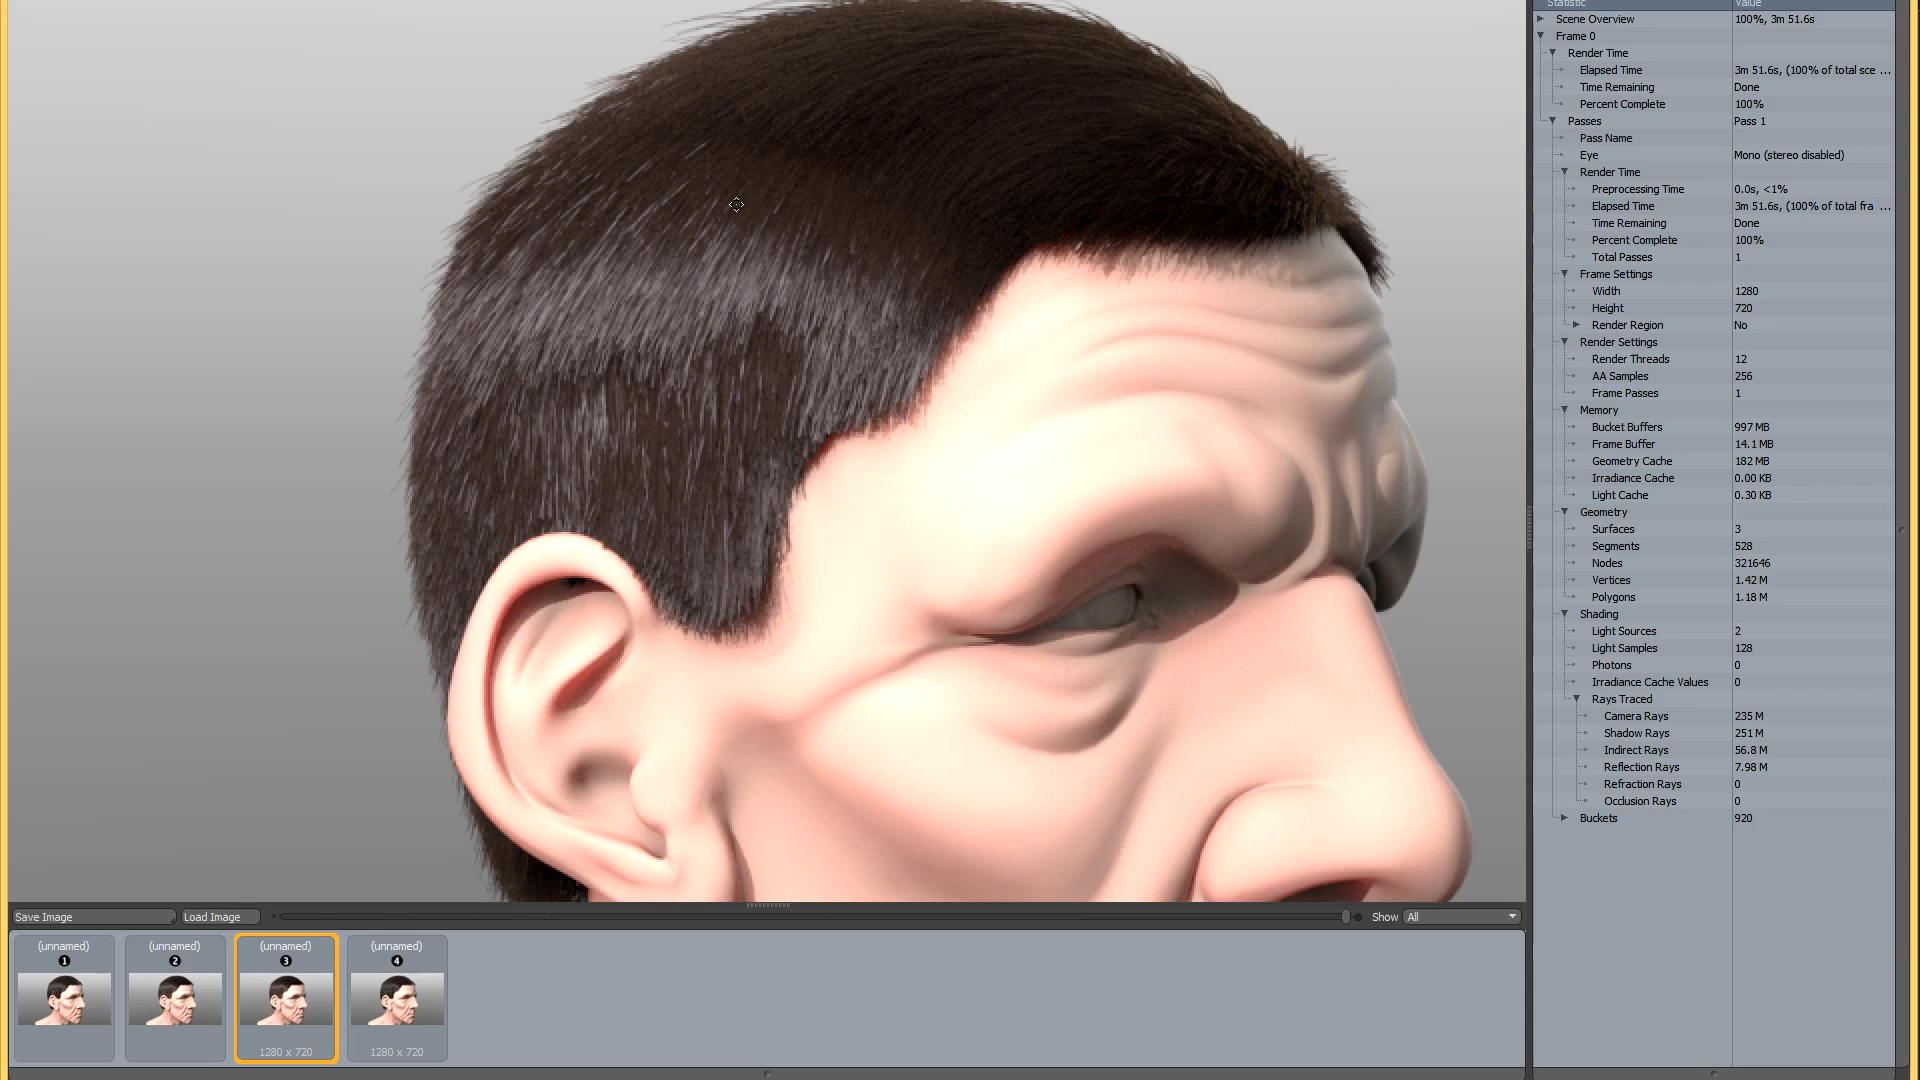 Statistic Value
Scene Overview 100%, 3m 51.6s
Frame 0
Render Time
Elapsed Time 3m 51.6s, (100% of total sce ...
Time Remaining Done
Percent Complete 100%
Passes Pass 1
Pass Name
Eye Mono (stereo disabled)
Render Time
Preprocessing Time 0.0s, <1%
Elapsed Time 3m 51.6s, (100% of total fra ...
Time Remaining Done
Percent Complete 100%
Total Passes 1
Frame Settings
Width 1280
Height 720
Render Region No
Render Settings
Render Threads 12
AA Samples 256
Frame Passes 1
Memory
Bucket Buffers 997 MB
Frame Buffer 14.1 MB
Geometry Cache 182 MB
Irradiance Cache 0.00 KB
Light Cache 0.30 KB
Geometry
Surfaces 3
Segments 528
Nodes 321646
Vertices 1.42 M
Polygons 1.18 M
Shading
Light Sources 2
Light Samples 128
Photons 0
Irradiance Cache Values 0
Rays Traced
Camera Rays 235 M
Shadow Rays 251 M
Indirect Rays 56.8 M
Reflection Rays 7.98 M
Refraction Rays 0
Occlusion Rays 0
Buckets 920
Save Image Load Image Show All
(unnamed) (unnamed) (unnamed) (unnamed)
1 2 3 4
1280 x 720 1280 x 720